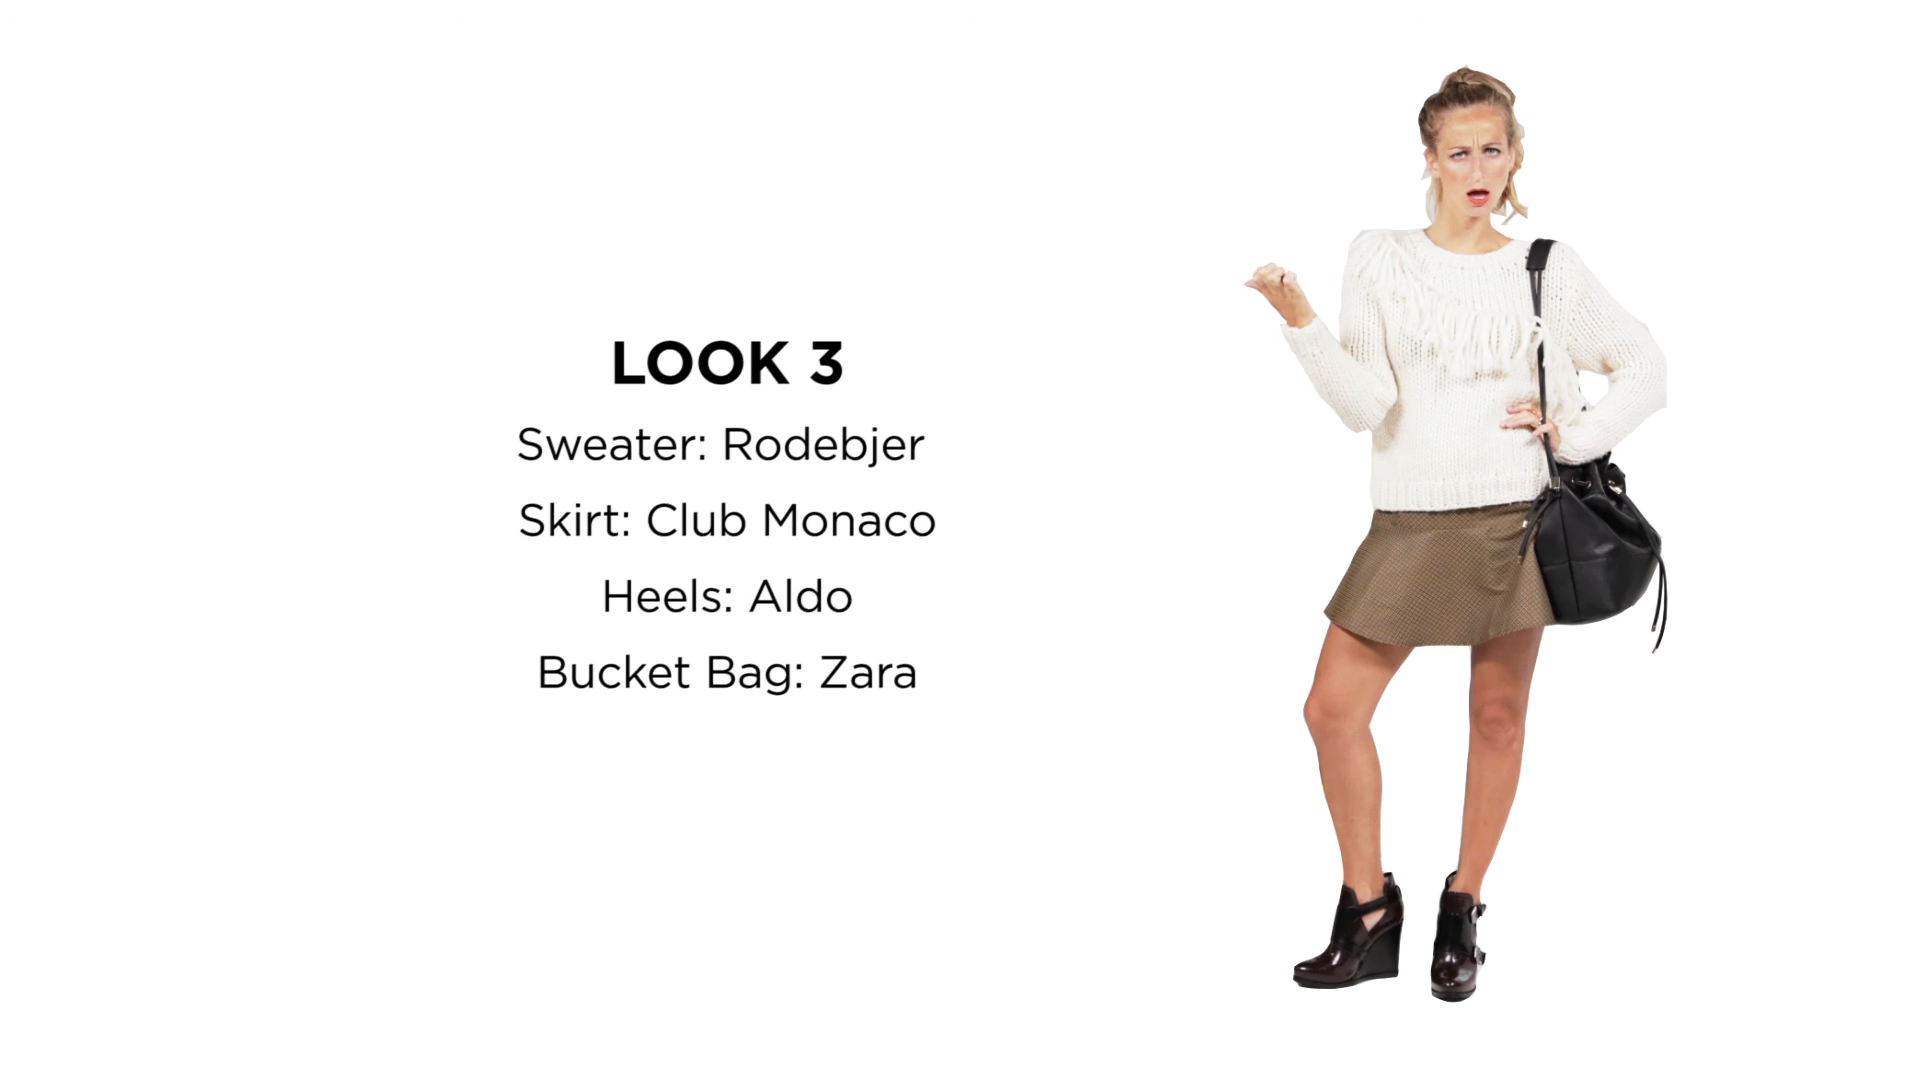 LOOK 3
Sweater: Rodebjer
Skirt: Club Monaco
Heels: Aldo
Bucket Bag: Zara